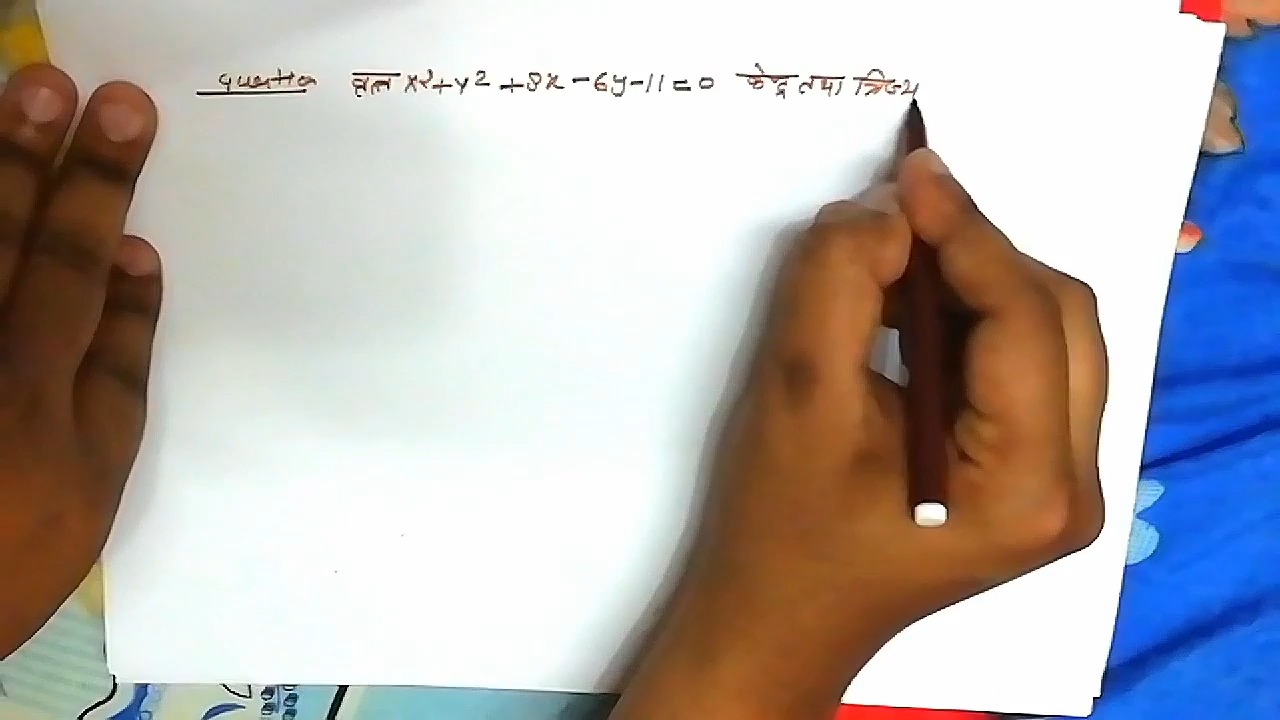 Question वृत्त x²+y2 +8x -6y-11=0 केंद्र तथा त्रिज्य